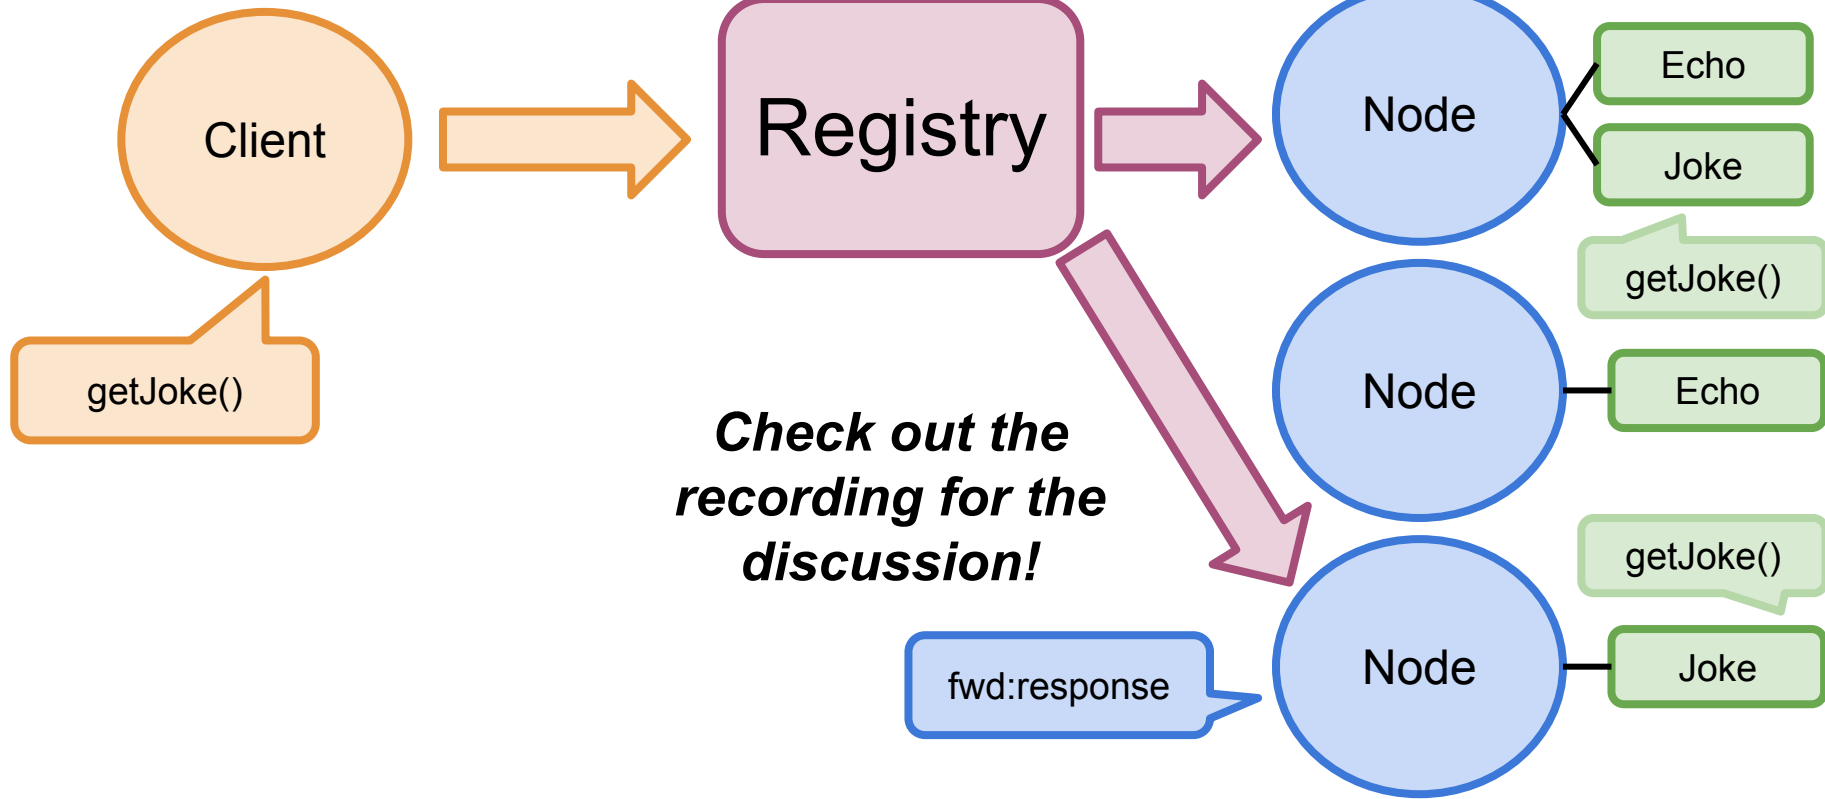 Client
getJoke()
Registry
Check out the
recording for the
discussion!
Node
Echo
Joke
getJoke()
Node
Echo
getJoke()
Node
Joke
fwd:response